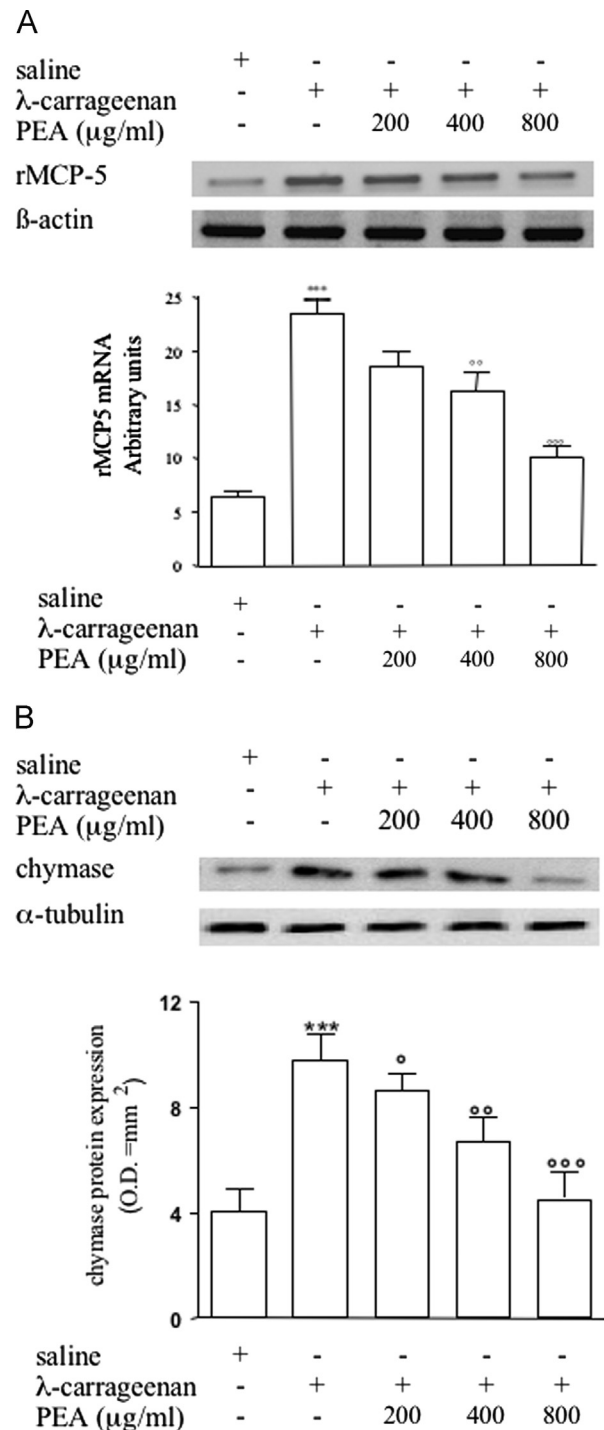 A
saline + - - - -
λ-carrageenan - + + + +
PEA (µg/ml) - - 200 400 800
rMCP-5
ß-actin
rMCP5 mRNA
Arbitrary units
25
20
15
10
5
0
***
°°
°°°
saline + - - - -
λ-carrageenan - + + + +
PEA (µg/ml) - - 200 400 800
B
saline + - - - -
λ-carrageenan - + + + +
PEA (µg/ml) - - 200 400 800
chymase
α-tubulin
chymase protein expression
(O.D. =mm ²)
12
8
4
0
***
°
°°
°°°
saline + - - - -
λ-carrageenan - + + + +
PEA (µg/ml) - - 200 400 800